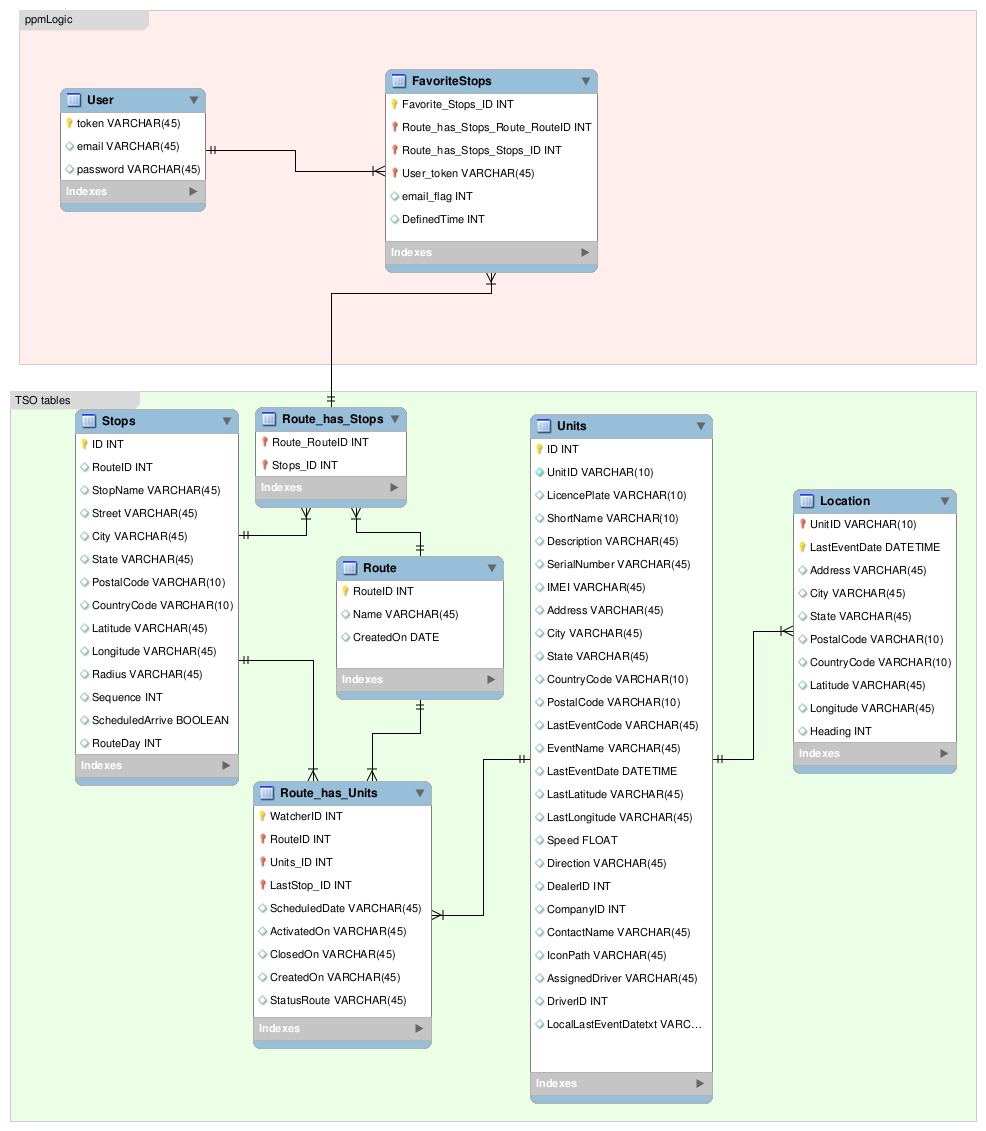 ppmLogic
User
token VARCHAR(45)
email VARCHAR(45)
password VARCHAR(45)
Indexes
FavoriteStops
Favorite_Stops_ID INT
Route_has_Stops_Route_RouteID INT
Route_has_Stops_Stops_ID INT
User_token VARCHAR(45)
email_flag INT
DefinedTime INT
Indexes
TSO tables
Stops
ID INT
RouteID INT
StopName VARCHAR(45)
Street VARCHAR(45)
City VARCHAR(45)
State VARCHAR(45)
PostalCode VARCHAR(10)
CountryCode VARCHAR(10)
Latitude VARCHAR(45)
Longitude VARCHAR(45)
Radius VARCHAR(45)
Sequence INT
ScheduledArrive BOOLEAN
RouteDay INT
Indexes
Route_has_Stops
Route_RouteID INT
Stops_ID INT
Indexes
Route
RouteID INT
Name VARCHAR(45)
CreatedOn DATE
Indexes
Route_has_Units
WatcherID INT
RouteID INT
Units_ID INT
LastStop_ID INT
ScheduledDate VARCHAR(45)
ActivatedOn VARCHAR(45)
ClosedOn VARCHAR(45)
CreatedOn VARCHAR(45)
StatusRoute VARCHAR(45)
Indexes
Units
ID INT
UnitID VARCHAR(10)
LicencePlate VARCHAR(10)
ShortName VARCHAR(10)
Description VARCHAR(45)
SerialNumber VARCHAR(45)
IMEI VARCHAR(45)
Address VARCHAR(45)
City VARCHAR(45)
State VARCHAR(45)
CountryCode VARCHAR(10)
PostalCode VARCHAR(10)
LastEventCode VARCHAR(45)
EventName VARCHAR(45)
LastEventDate DATETIME
LastLatitude VARCHAR(45)
LastLongitude VARCHAR(45)
Speed FLOAT
Direction VARCHAR(45)
DealerID INT
CompanyID INT
ContactName VARCHAR(45)
IconPath VARCHAR(45)
AssignedDriver VARCHAR(45)
DriverID INT
LocalLastEventDatetxt VARC...
Indexes
Location
UnitID VARCHAR(10)
LastEventDate DATETIME
Address VARCHAR(45)
City VARCHAR(45)
State VARCHAR(45)
PostalCode VARCHAR(10)
CountryCode VARCHAR(10)
Latitude VARCHAR(45)
Longitude VARCHAR(45)
Heading INT
Indexes